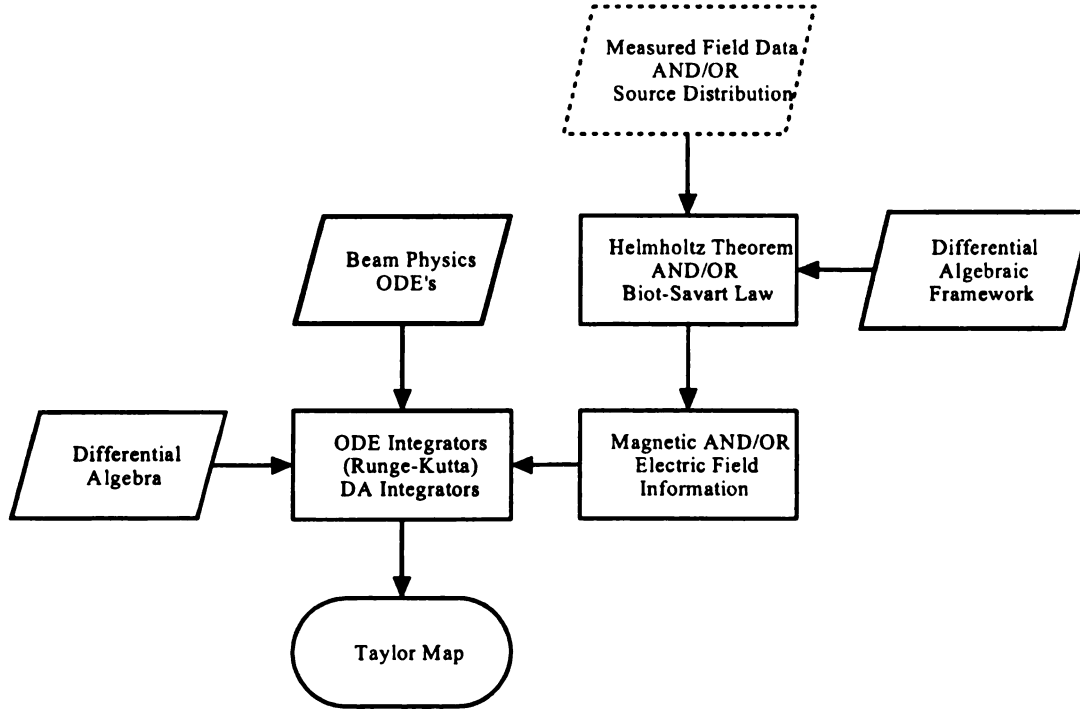 Measured Field Data
AND/OR
Source Distribution
Beam Physics
ODE's
Helmholtz Theorem
AND/OR
Biot-Savart Law
Differential
Algebraic
Framework
Differential
Algebra
ODE Integrators
(Runge-Kutta)
DA Integrators
Magnetic AND/OR
Electric Field
Information
Taylor Map